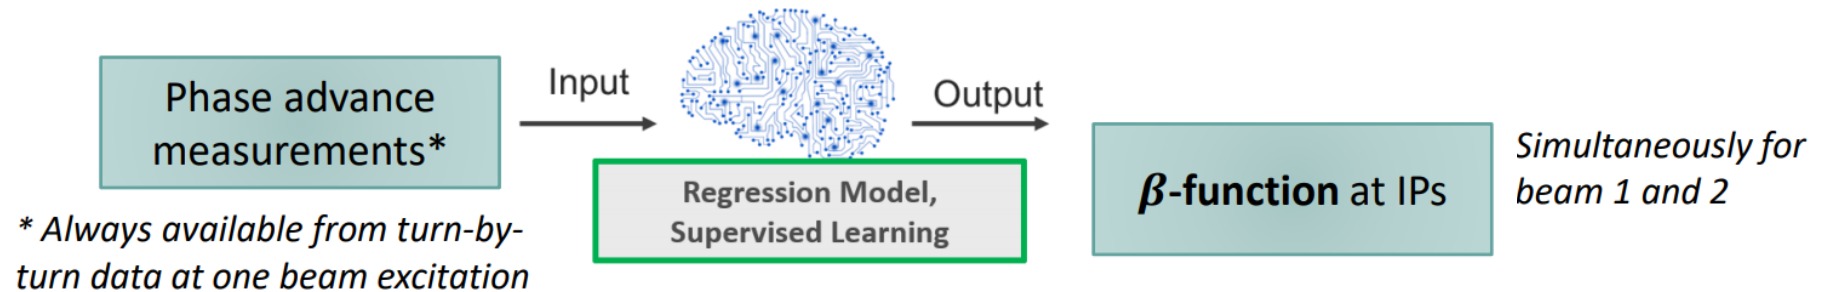 Phase advance
measurements*
* Always available from turn-by-
turn data at one beam excitation
Input
Regression Model,
Supervised Learning
Output
β-function at IPs
Simultaneously for
beam 1 and 2